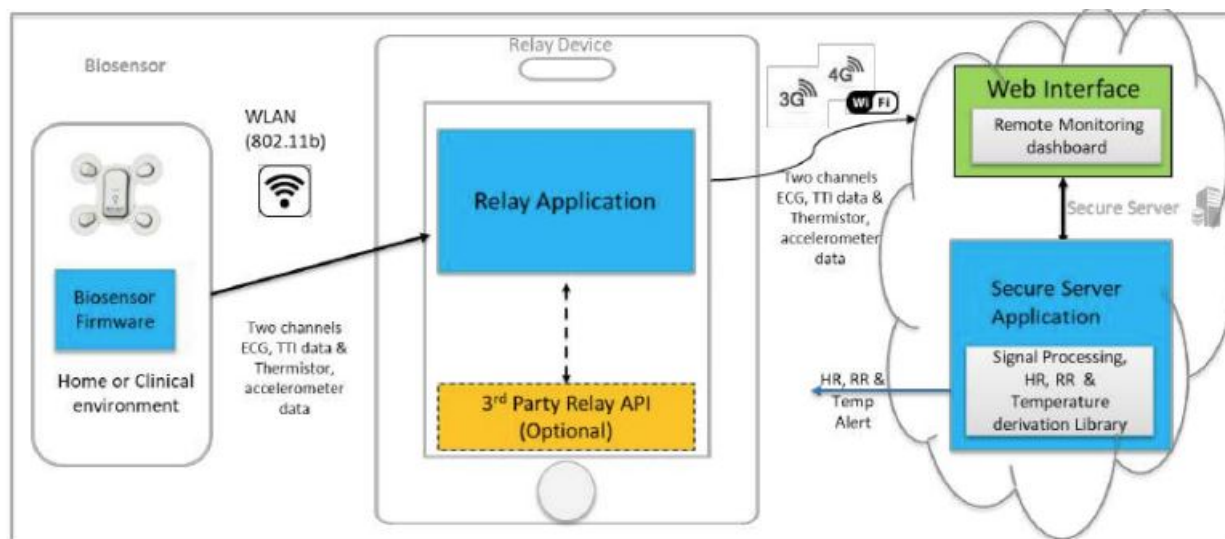 Biosensor
WLAN
(802.11b)
Biosensor
Firmware
Home or Clinical
environment
Two channels
ECG, TTI data &
Thermistor,
accelerometer
data
Relay Device
Relay Application
3rd Party Relay API
(Optional)
3G
4G
Wi Fi
Two channels
ECG, TTI data &
Thermistor,
accelerometer
data
Web Interface
Remote Monitoring
dashboard
Secure Server
Secure Server
Application
Signal Processing,
HR, RR &
Temperature
derivation Library
HR, RR &
Temp
Alert